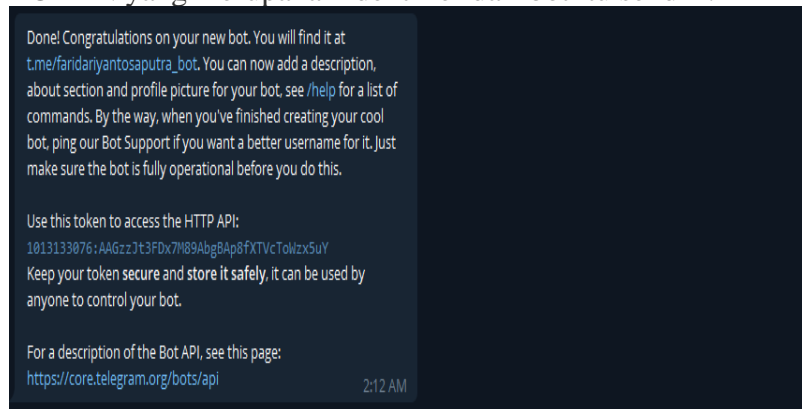 Done! Congratulations on your new bot. You will find it at
t.me/faridariyantosaputra_bot. You can now add a description,
about section and profile picture for your bot, see /help for a list of
commands. By the way, when you've finished creating your cool
bot, ping our Bot Support if you want a better username for it. Just
make sure the bot is fully operational before you do this.
Use this token to access the HTTP API:
1013133076:AAGzzJt3FDx7M89AbgBAp8fXTVcToWzx5uY
Keep your token secure and store it safely, it can be used by
anyone to control your bot.
For a description of the Bot API, see this page:
https://core.telegram.org/bots/api
2:12 AM